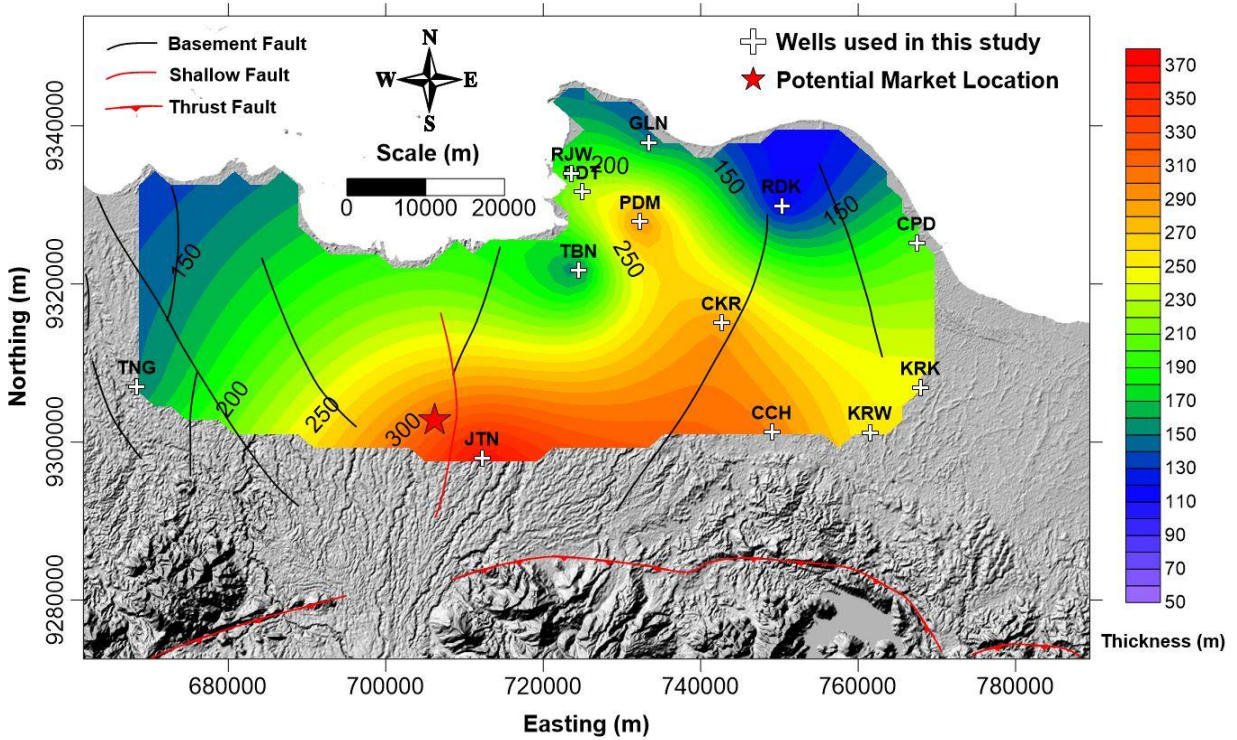 Basement Fault
Shallow Fault
Thrust Fault
N
W E
S
Scale (m)
0 10000 20000
Wells used in this study
Potential Market Location
370
350
330
310
290
270
250
230
210
190
170
150
130
110
90
70
50
Thickness (m)
GLN
RJW
200
PDM
TBN
250
150
RDK
150
CPD
CKR
KRK
CCH
KRW
JTN
300
250
200
150
TNG
9340000
9320000
9300000
9280000
Northing (m)
680000 700000 720000 740000 760000 780000
Easting (m)